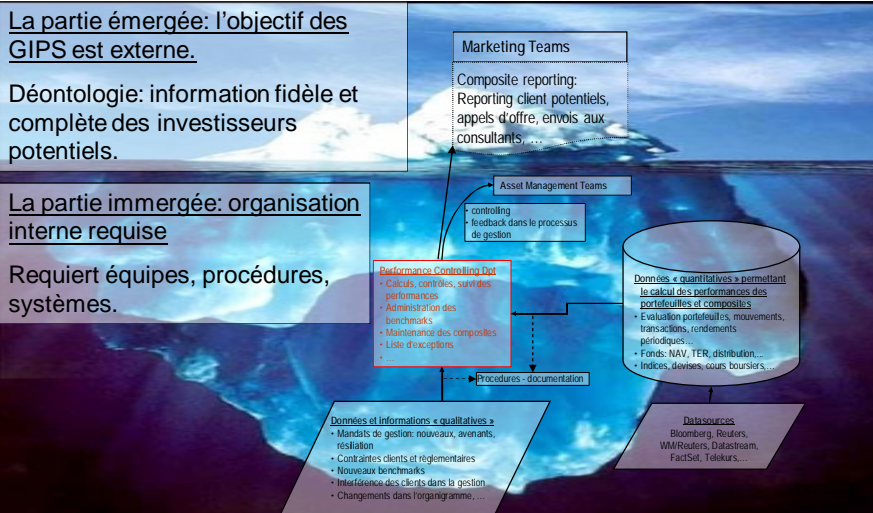 La partie émergée: l'objectif des
GIPS est externe.
Déontologie: information fidèle et
complète des investisseurs
potentiels.
La partie immergée: organisation
interne requise
Requiert équipes, procédures,
systèmes.
Marketing Teams
Composite reporting:
Reporting client potentiels,
appels d'offre, envois aux
consultants, …
Asset Management Teams
• controlling
• feedback dans le processus
de gestion
Performance Controlling Dpt
• Calculs, contrôles, suivi des
performances
• Administration des
benchmarks
• Maintenance des composites
• Liste d'exceptions
• …
Données « quantitatives » permettant
le calcul des performances des
portefeuilles et composites
• Evaluation portefeuilles, mouvements,
transactions, rendements
périodiques…
• Fonds: NAV, TER, distribution,…
• Indices, devises, cours boursiers,…
Procedures - documentation
Données et informations « qualitatives »
• Mandats de gestion: nouveaux, avenants,
résiliation
• Contraintes clients et règlementaires
• Nouveaux benchmarks
• Interférence des clients dans la gestion
• Changements dans l'organigramme, …
Datasources
Bloomberg, Reuters,
WM/Reuters, Datastream,
FactSet, Telekurs,…